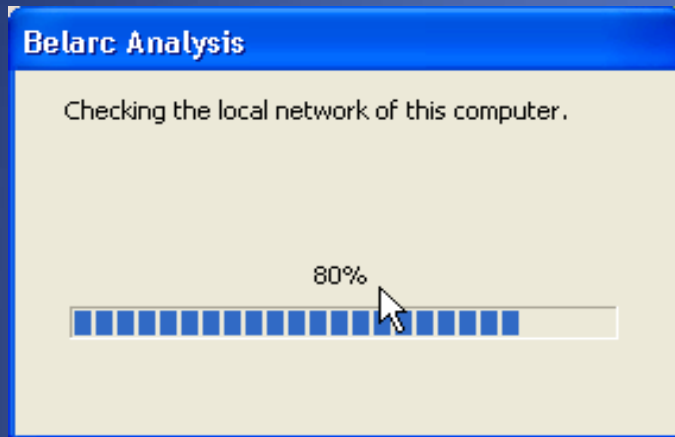 Belarc Analysis
Checking the local network of this computer.
80%